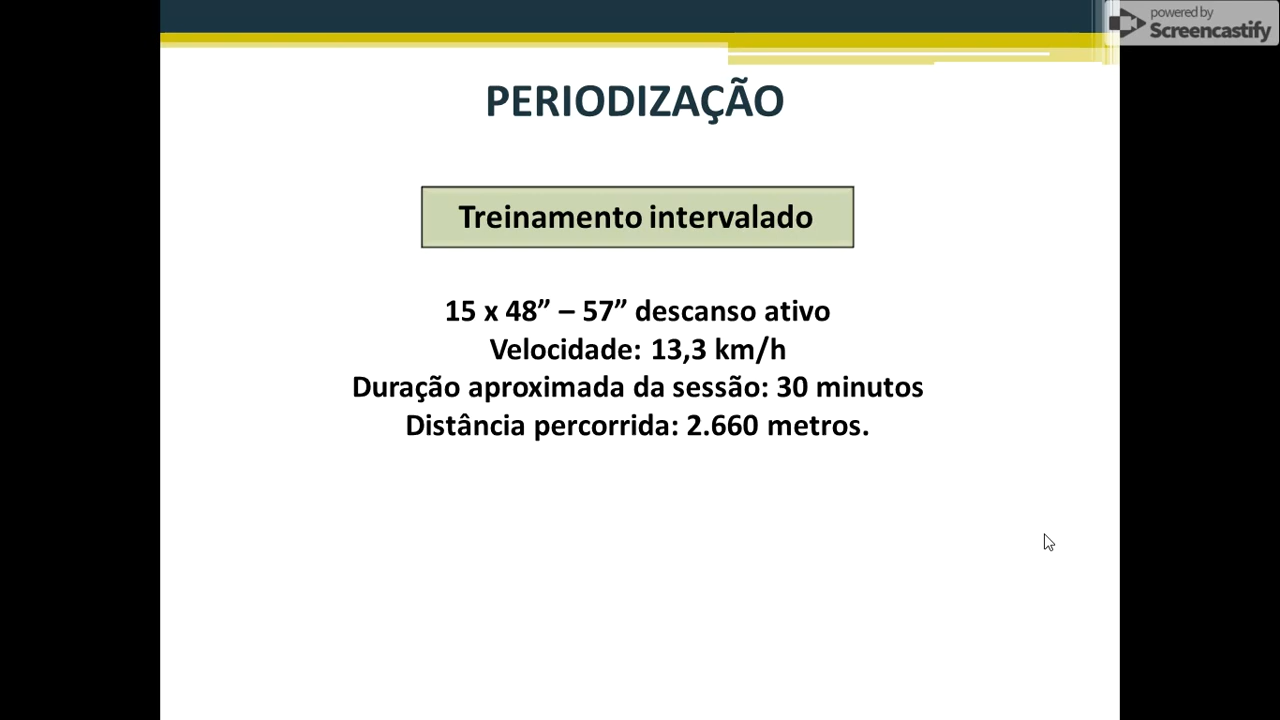 powered by
Screencastify
PERIODIZAÇÃO
Treinamento intervalado
15 x 48” – 57” descanso ativo
Velocidade: 13,3 km/h
Duração aproximada da sessão: 30 minutos
Distância percorrida: 2.660 metros.